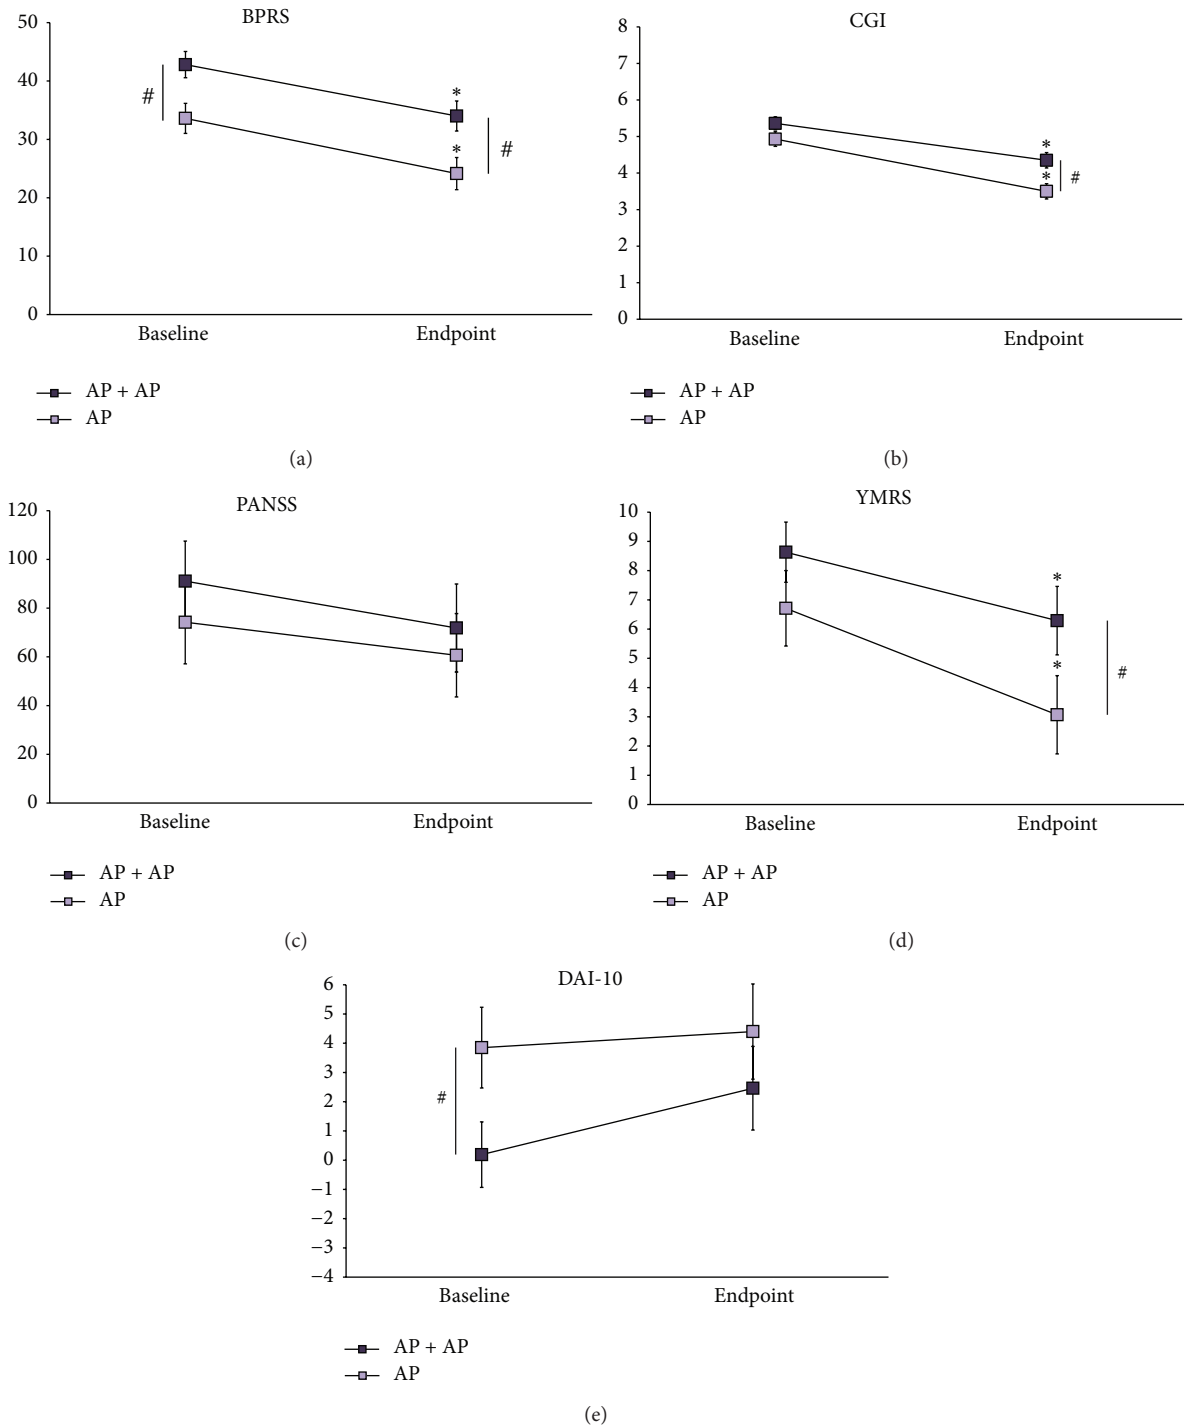 BPRS
50
40
30
20
10
0
#
*
*
#
Baseline Endpoint
AP + AP
AP
(a)
CGI
8
7
6
5
4
3
2
1
0
*
*
#
Baseline Endpoint
AP + AP
AP
(b)
PANSS
120
100
80
60
40
20
0
Baseline Endpoint
AP + AP
AP
(c)
YMRS
10
9
8
7
6
5
4
3
2
1
0
*
*
#
Baseline Endpoint
AP + AP
AP
(d)
DAI-10
6
5
4
3
2
1
0
−1
−2
−3
−4
#
Baseline Endpoint
AP + AP
AP
(e)